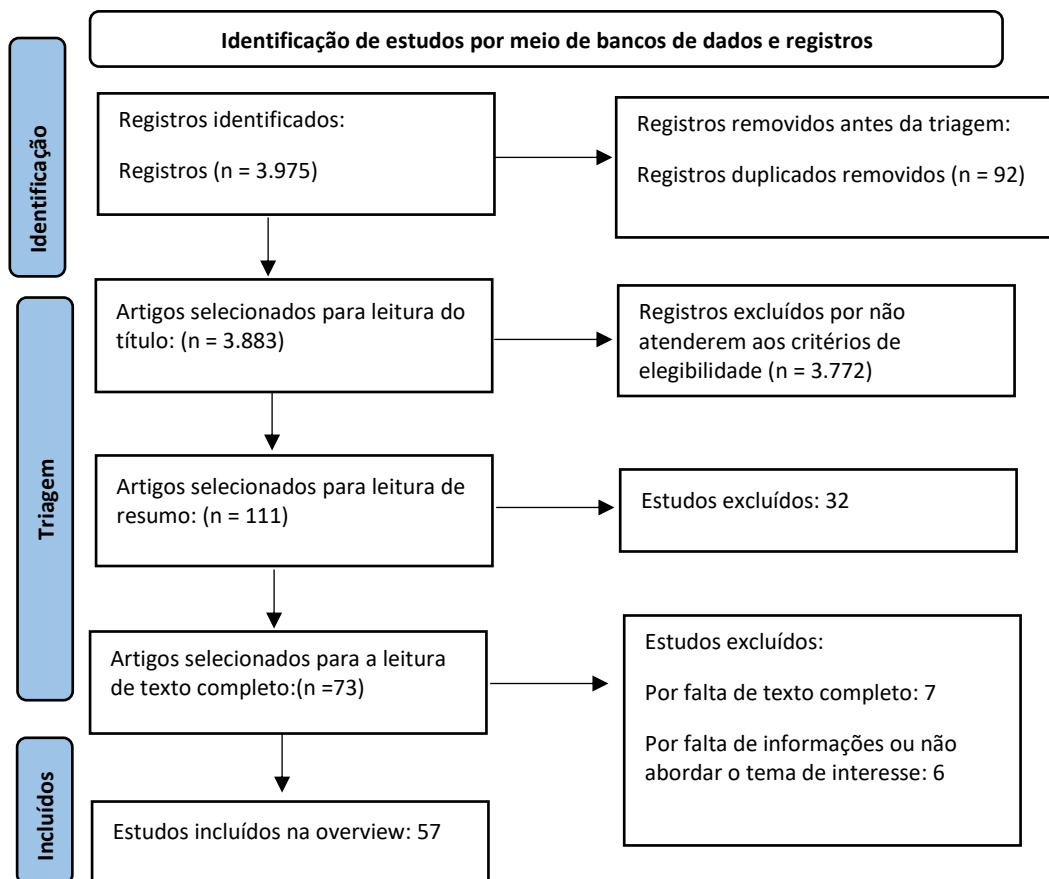 Identificação de estudos por meio de bancos de dados e registros
Identificação
Registros identificados:
Registros (n = 3.975)
Registros removidos antes da triagem:
Registros duplicados removidos (n = 92)
Triagem
Artigos selecionados para leitura do
título: (n = 3.883)
Registros excluídos por não
atenderem aos critérios de
elegibilidade (n = 3.772)
Artigos selecionados para leitura de
resumo: (n = 111)
Estudos excluídos: 32
Artigos selecionados para a leitura
de texto completo:(n =73)
Estudos excluídos:
Por falta de texto completo: 7
Por falta de informações ou não
abordar o tema de interesse: 6
Incluídos
Estudos incluídos na overview: 57